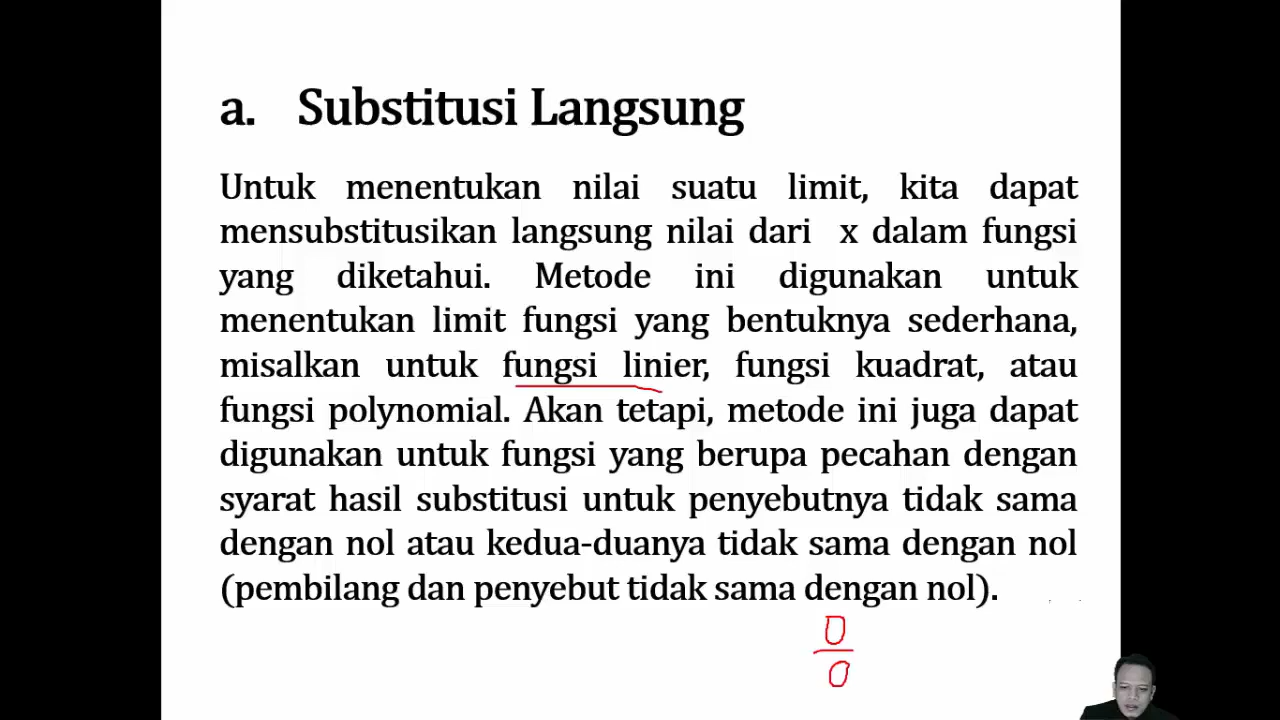 a. Substitusi Langsung
Untuk menentukan nilai suatu limit, kita dapat
mensubstitusikan langsung nilai dari x dalam fungsi
yang diketahui. Metode ini digunakan untuk
menentukan limit fungsi yang bentuknya sederhana,
misalkan untuk fungsi linier, fungsi kuadrat, atau
fungsi polynomial. Akan tetapi, metode ini juga dapat
digunakan untuk fungsi yang berupa pecahan dengan
syarat hasil substitusi untuk penyebutnya tidak sama
dengan nol atau kedua-duanya tidak sama dengan nol
(pembilang dan penyebut tidak sama dengan nol).
0
0